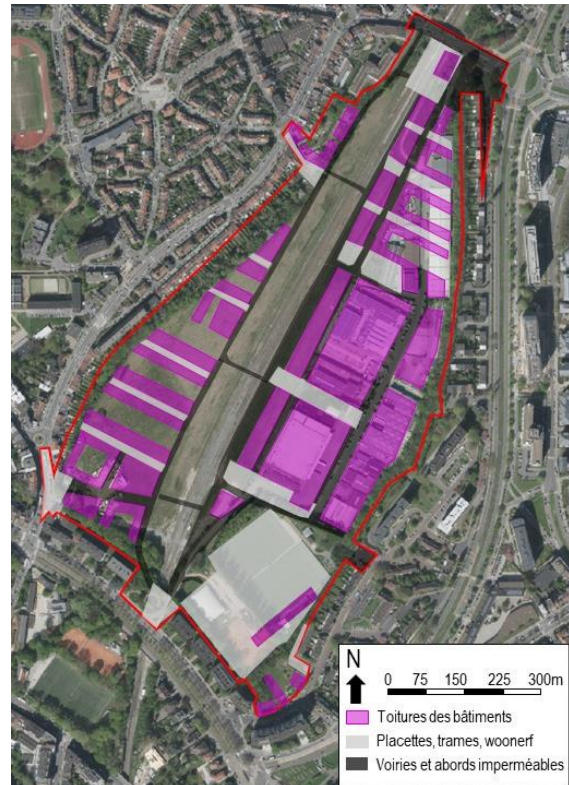 N
0 75 150 225 300m
Toitures des bâtiments
Placettes, trames, woonerf
Voiries et abords imperméables